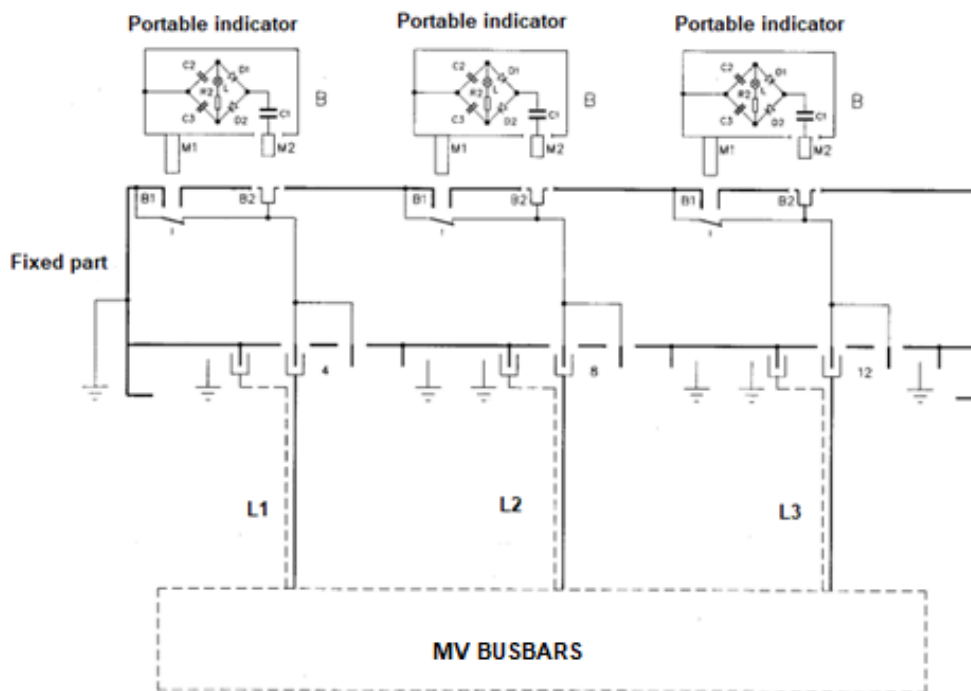 Portable indicator
Portable indicator
Portable indicator
C2
D1
L
R2
C3
D2
C1
B
M1
M2
C2
D1
L
R2
C3
D2
C1
B
M1
M2
C2
D1
L
R2
C3
D2
C1
B
M1
M2
B1
B2
I
B1
B2
I
B1
B2
I
Fixed part
4
8
12
L1
L2
L3
MV BUSBARS